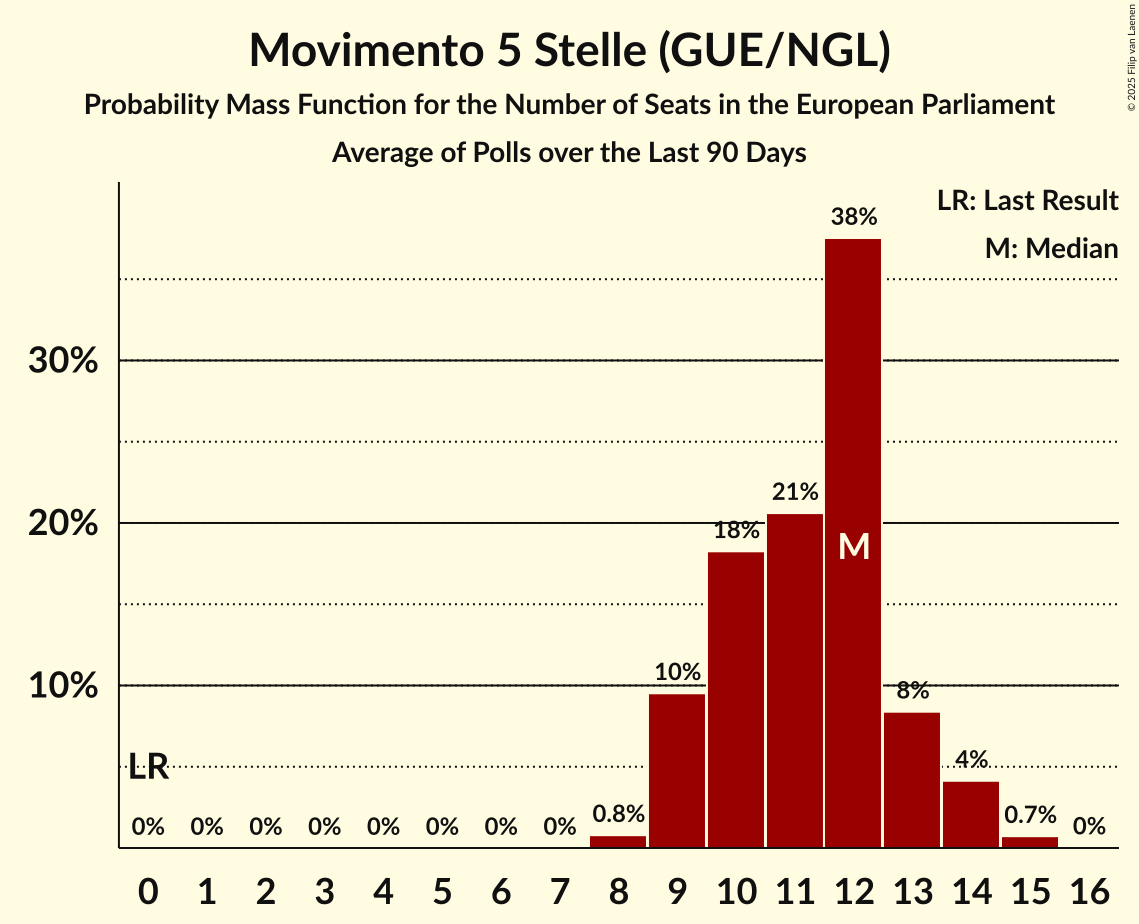 Movimento 5 Stelle (GUE/NGL)
Probability Mass Function for the Number of Seats in the European Parliament
Average of Polls over the Last 90 Days
© 2025 Filip van Laenen
LR: Last Result
M: Median
38%
30%
21%
20%
18%
M
10%
10%
8%
LR
4%
0% 0% 0% 0% 0% 0% 0% 0% 0.8% 0.7% 0%
0 1 2 3 4 5 6 7 8 9 10 11 12 13 14 15 16